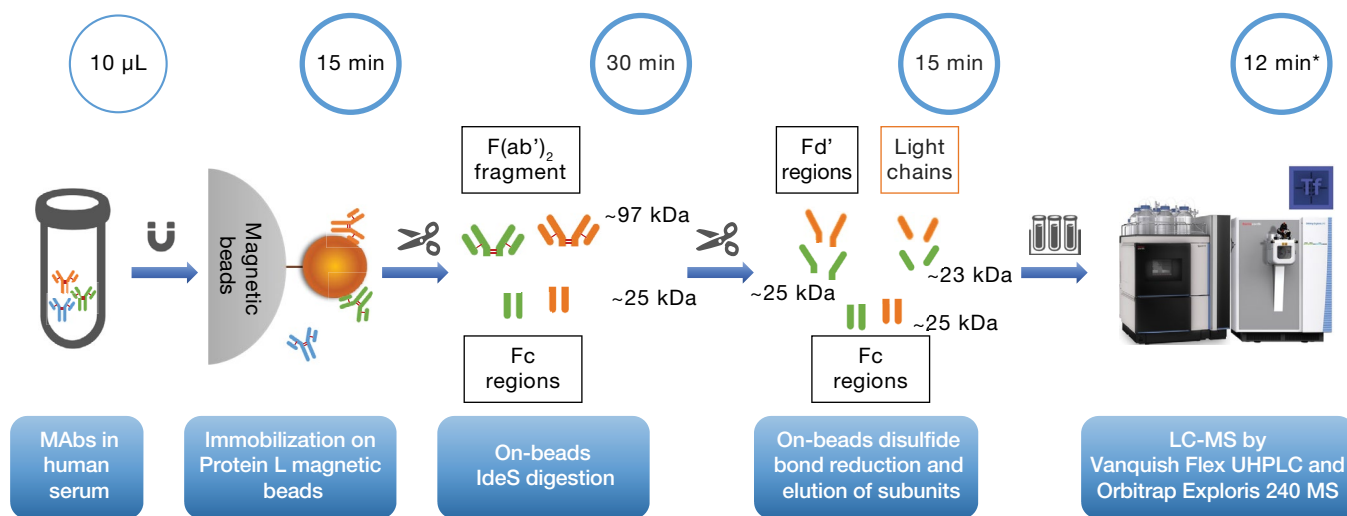 10 µL
15 min
30 min
15 min
12 min*
F(ab’)2
fragment
Fd’
regions
Light
chains
Magnetic
beads
~97 kDa
~25 kDa
~25 kDa
~23 kDa
~25 kDa
Fc
regions
Fc
regions
Tf
MAbs in
human
serum
Immobilization on
Protein L magnetic
beads
On-beads
IdeS digestion
On-beads disulfide
bond reduction and
elution of subunits
LC-MS by
Vanquish Flex UHPLC and
Orbitrap Exploris 240 MS